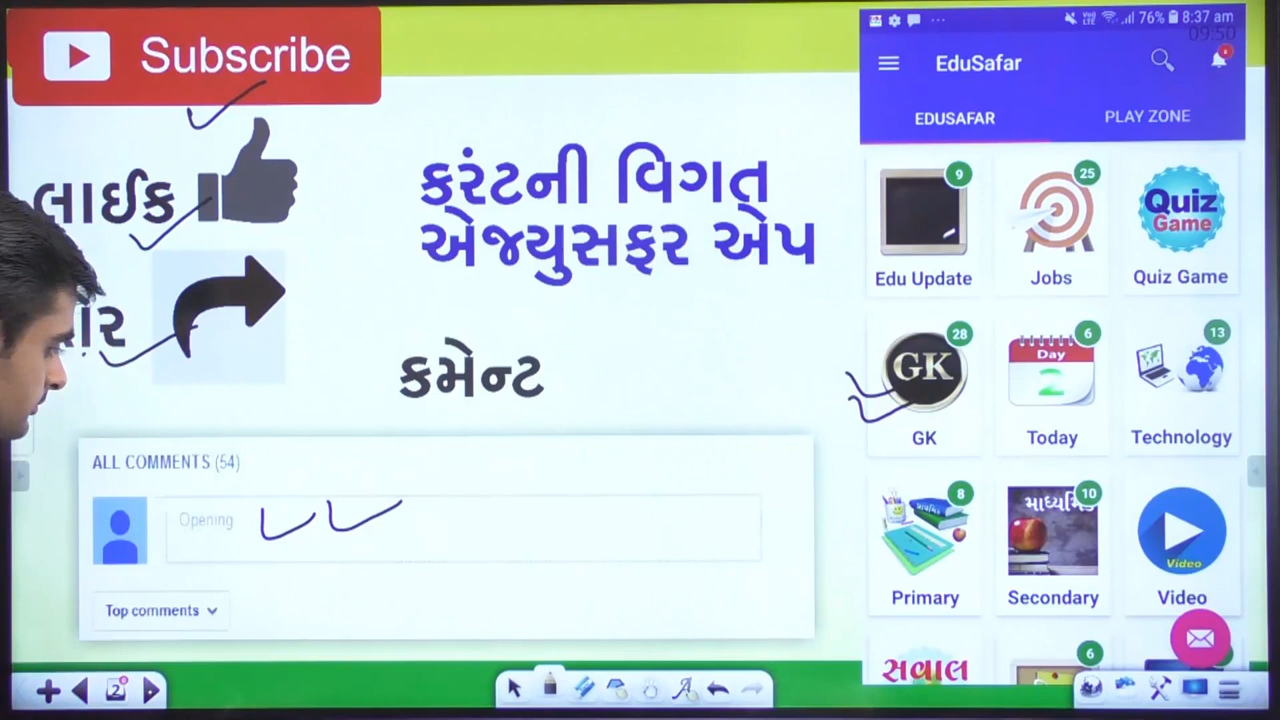 Subscribe
લાઈક
કરંટની વિગત
એજ્યુસફર એપ
કમેન્ટ
ALL COMMENTS (54)
Opening
Top comments
2
76% 8:37 am
09:50
EduSafar
EDUSAFAR
PLAY ZONE
9
25
Quiz
Game
Edu Update
Jobs
Quiz Game
28
6
13
GK
Day
2
GK
Today
Technology
8
10
માધ્યમિક
Video
Primary
Secondary
Video
6
સવાલ